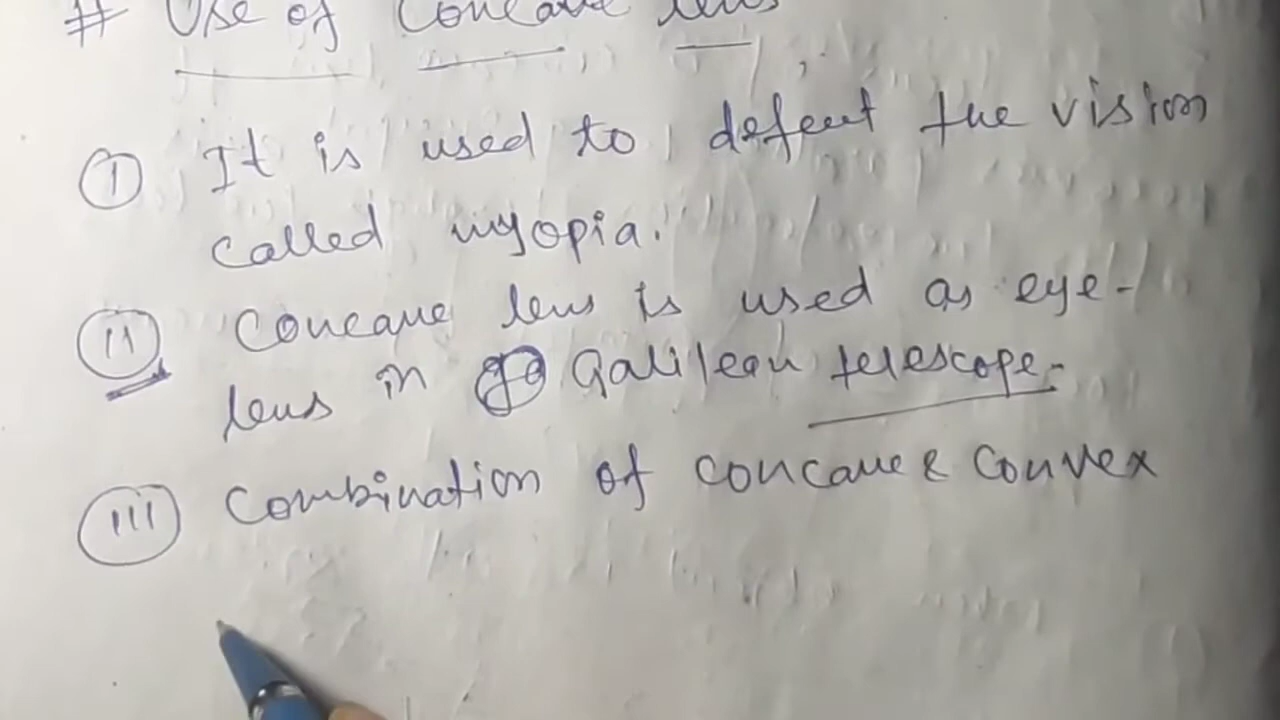 # Use of Concave lens
I It is used to defeat the vision
called myopia.
II Concave lens is used as eye-
lens in Galilean telescope.
III Combination of concave & Convex